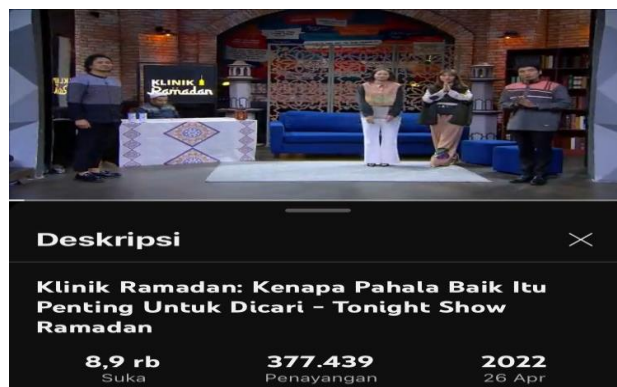 KLINIK
Ramadan
Deskripsi
Klinik Ramadan: Kenapa Pahala Baik Itu
Penting Untuk Dicari – Tonight Show
Ramadan
8,9 rb 377.439 2022
Suka Penayangan 26 Apr